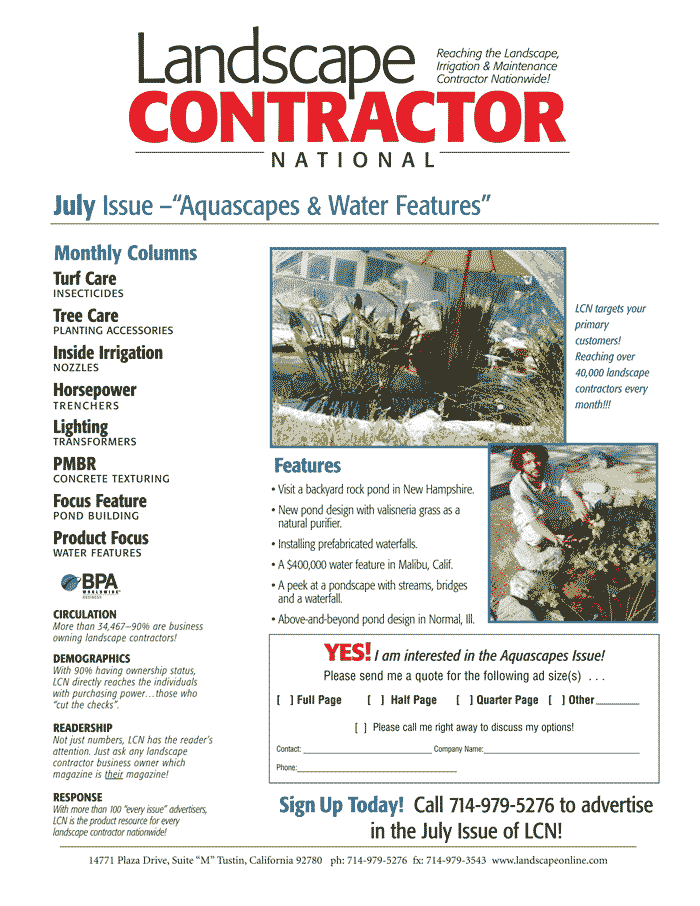 Landscape
CONTRACTOR
NATIONAL
Reaching the Landscape,
Irrigation & Maintenance
Contractor Nationwide!
July Issue –“Aquascapes & Water Features”
Monthly Columns
Turf Care
INSECTICIDES
Tree Care
PLANTING ACCESSORIES
Inside Irrigation
NOZZLES
Horsepower
TRENCHERS
Lighting
TRANSFORMERS
PMBR
CONCRETE TEXTURING
Focus Feature
POND BUILDING
Product Focus
WATER FEATURES
BPA
WORLDWIDE
BUSINESS
CIRCULATION
More than 34,467–90% are business
owning landscape contractors!
DEMOGRAPHICS
With 90% having ownership status,
LCN directly reaches the individuals
with purchasing power…those who
“cut the checks”.
READERSHIP
Not just numbers, LCN has the reader’s
attention. Just ask any landscape
contractor business owner which
magazine is their magazine!
RESPONSE
With more than 100 “every issue” advertisers,
LCN is the product resource for every
landscape contractor nationwide!
LCN targets your
primary
customers!
Reaching over
40,000 landscape
contractors every
month!!!
Features
• Visit a backyard rock pond in New Hampshire.
• New pond design with valisneria grass as a
natural purifier.
• Installing prefabricated waterfalls.
• A $400,000 water feature in Malibu, Calif.
• A peek at a pondscape with streams, bridges
and a waterfall.
• Above-and-beyond pond design in Normal, Ill.
YES! I am interested in the Aquascapes Issue!
Please send me a quote for the following ad size(s) . . .
[ ] Full Page [ ] Half Page [ ] Quarter Page [ ] Other
[ ] Please call me right away to discuss my options!
Contact: Company Name:
Phone:
Sign Up Today! Call 714-979-5276 to advertise
in the July Issue of LCN!
14771 Plaza Drive, Suite “M” Tustin, California 92780 ph: 714-979-5276 fx: 714-979-3543 www.landscapeonline.com